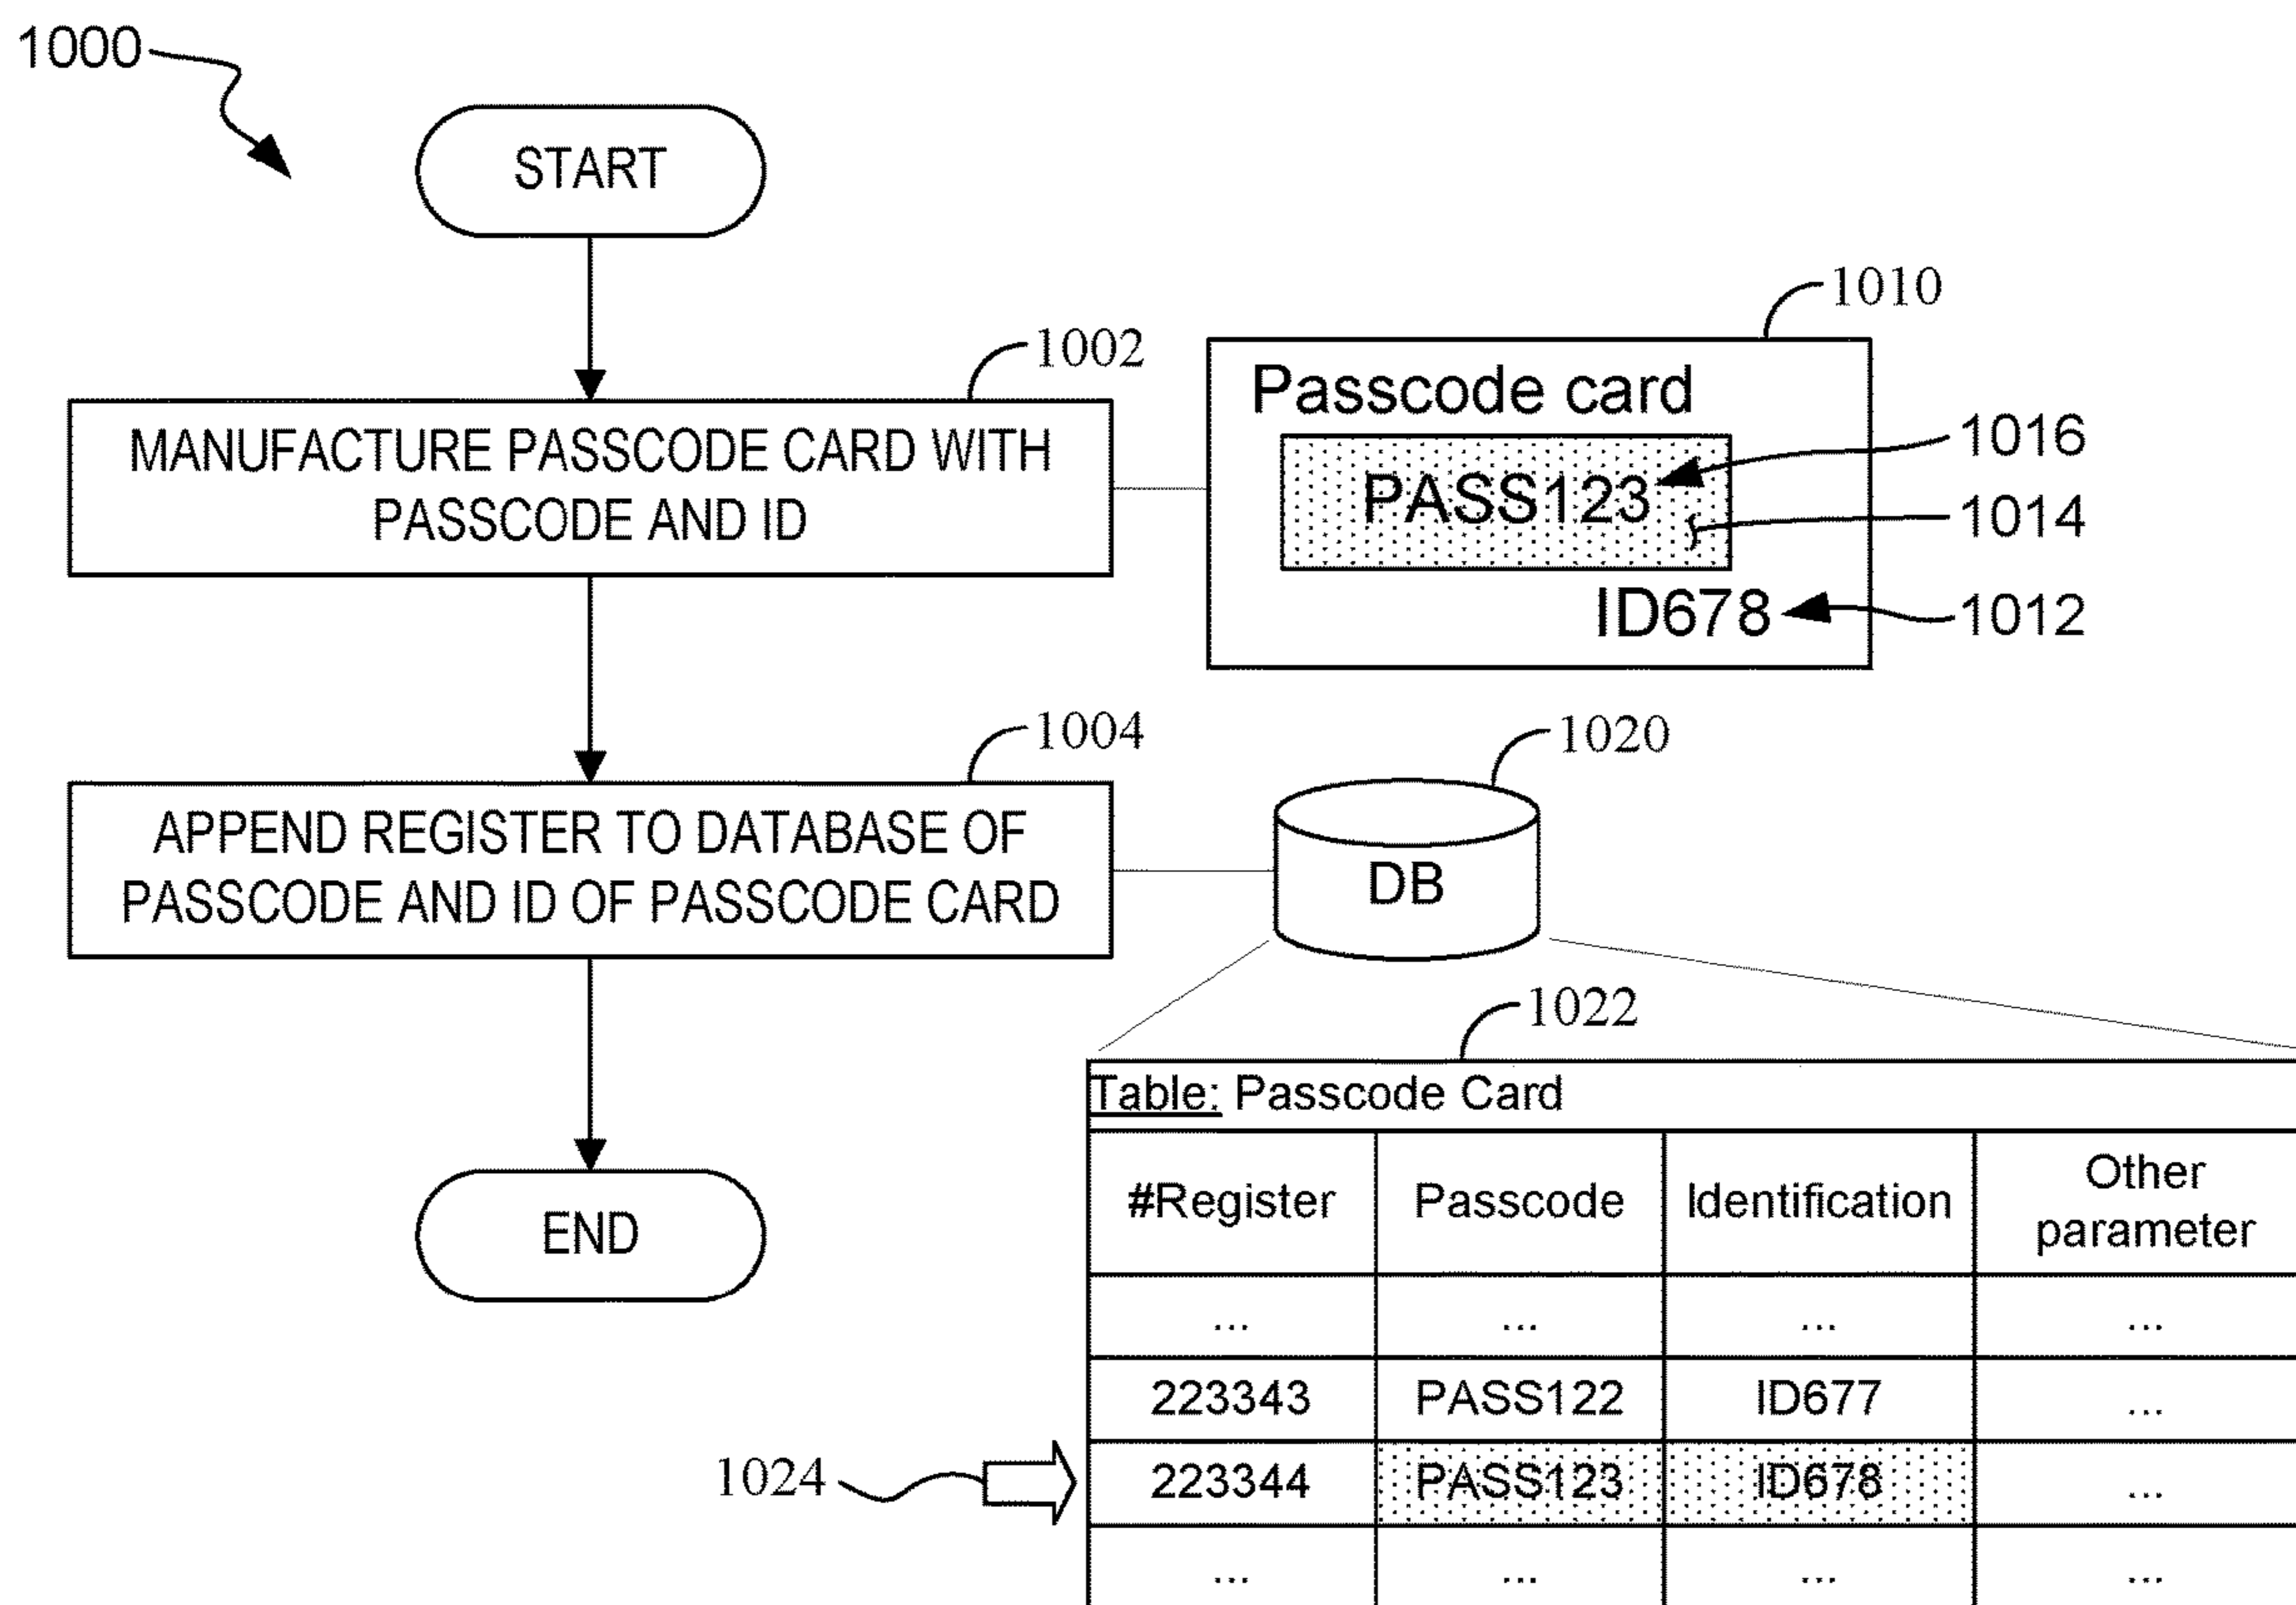 1000
START
1002
MANUFACTURE PASSCODE CARD WITH
PASSCODE AND ID
1010
Passcode card
PASS123
1016
1014
ID678
1012
1004
APPEND REGISTER TO DATABASE OF
PASSCODE AND ID OF PASSCODE CARD
1020
DB
END
1022
Table: Passcode Card
#Register Passcode Identification Other
parameter
... ... ... ...
223343 PASS122 ID677 ...
1024
223344 PASS123 ID678 ...
... ... ... ...